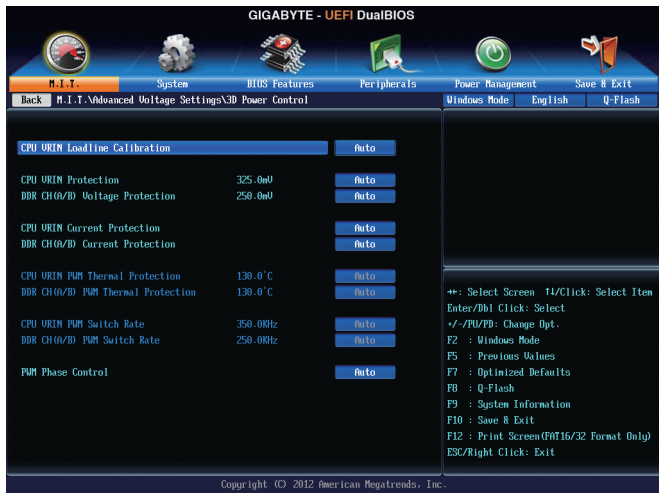 GIGABYTE - UEFI DualBIOS
M.I.T. System BIOS Features Peripherals Power Management Save & Exit
Back M.I.T.\Advanced Voltage Settings\3D Power Control Windows Mode English Q-Flash
CPU VRIN Loadline Calibration Auto
CPU VRIN Protection 325.0mV Auto
DDR CH(A/B) Voltage Protection 250.0mV Auto
CPU VRIN Current Protection Auto
DDR CH(A/B) Current Protection Auto
CPU VRIN PWM Thermal Protection 130.0°C Auto
DDR CH(A/B) PWM Thermal Protection 130.0°C Auto
CPU VRIN PWM Switch Rate 350.0KHz Auto
DDR CH(A/B) PWM Switch Rate 250.0KHz Auto
PWM Phase Control Auto
→←: Select Screen ↑↓/Click: Select Item
Enter/Dbl Click: Select
+/-/PU/PD: Change Opt.
F2 : Windows Mode
F5 : Previous Values
F7 : Optimized Defaults
F8 : Q-Flash
F9 : System Information
F10 : Save & Exit
F12 : Print Screen(FAT16/32 Format Only)
ESC/Right Click: Exit
Copyright (C) 2012 American Megatrends, Inc.